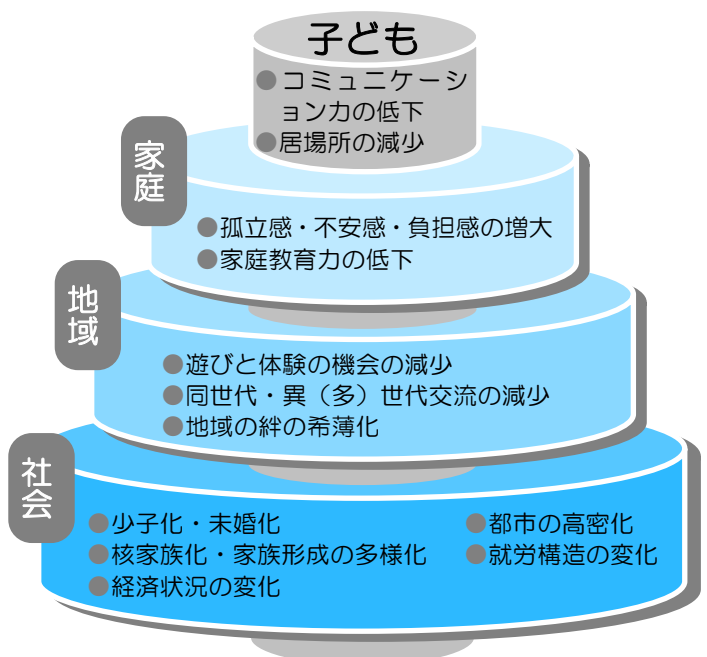 子ども
●コミュニケーシ
ョン力の低下
●居場所の減少
家庭
●孤立感・不安感・負担感の増大
●家庭教育力の低下
地域
●遊びと体験の機会の減少
●同世代・異（多）世代交流の減少
●地域の絆の希薄化
社会
●少子化・未婚化
●核家族化・家族形成の多様化
●経済状況の変化
●都市の高密化
●就労構造の変化